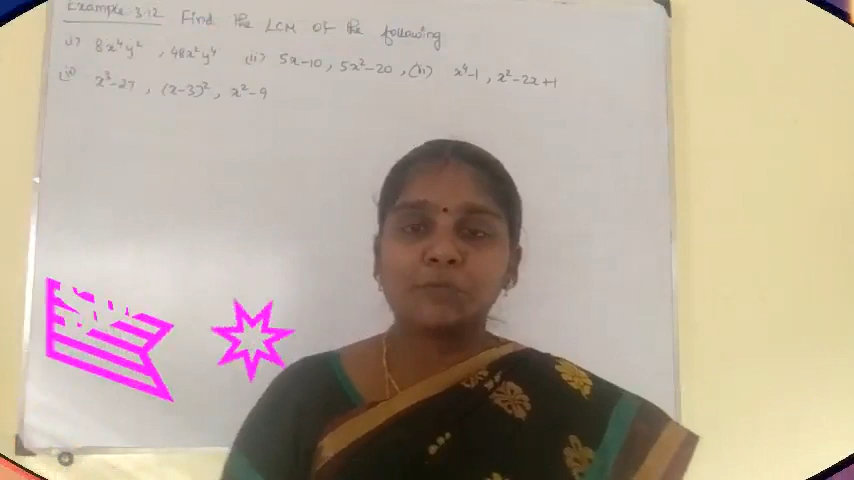 Example:3.12 Find the LCM of the following
i) 8x⁴y², 48x²y⁴ (ii) 5x-10, 5x²-20, (iii) x⁴-1, x²-2x+1
(iv) x³-27, (x-3)², x²-9